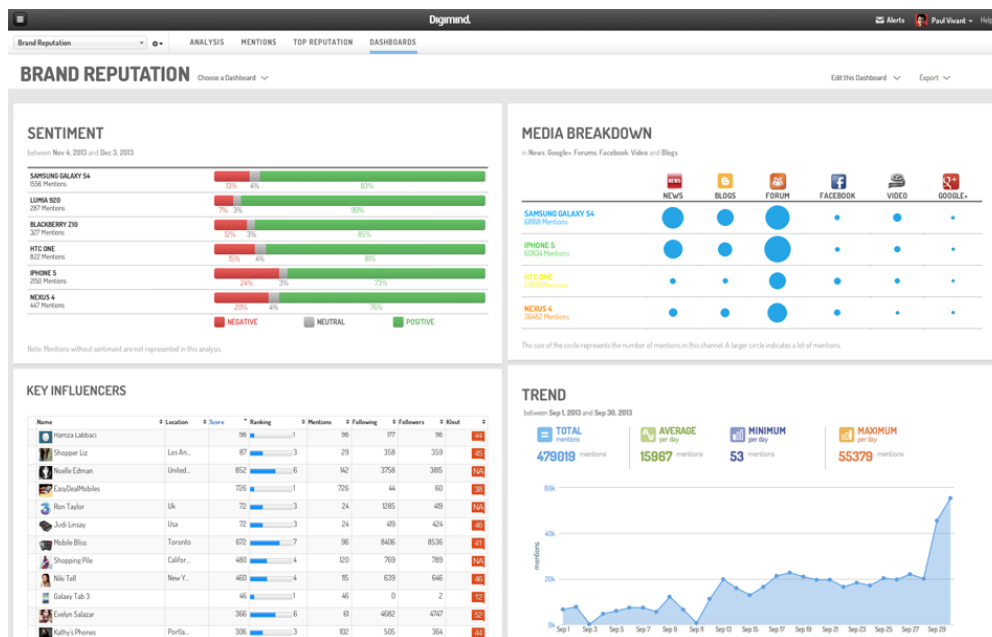 Digimind.
Alerts Paul Vivant Help
Brand Reputation ANALYSIS MENTIONS TOP REPUTATION DASHBOARDS
BRAND REPUTATION Choose a Dashboard Edit this Dashboard Export
SENTIMENT
between Nov 4, 2013 and Dec 3, 2013
SAMSUNG GALAXY S4
1556 Mentions
13% 4% 83%
LUMIA 920
287 Mentions
7% 3% 90%
BLACKBERRY Z10
327 Mentions
12% 3% 85%
HTC ONE
822 Mentions
15% 4% 81%
IPHONE 5
2150 Mentions
24% 3% 73%
NEXUS 4
447 Mentions
20% 4% 76%
NEGATIVE NEUTRAL POSITIVE
Note: Mentions without sentiment are not represented in this analysis.
MEDIA BREAKDOWN
in News, Google+, Forums, Facebook, Video and Blogs
NEWS
NEWS BLOGS FORUM FACEBOOK VIDEO GOOGLE+
SAMSUNG GALAXY S4
68168 Mentions
IPHONE 5
60834 Mentions
HTC ONE
Mentions
NEXUS 4
36482 Mentions
The size of the circle represents the number of mentions in this channel. A larger circle indicates a lot of mentions.
KEY INFLUENCERS
Name Location Score Ranking Mentions Following Followers Klout
Hamza Labbaci 96 1 96 177 96 44
Shopper Liz Los An... 87 3 29 358 359 45
Noelle Edman United... 852 6 142 3758 3815 NA
EasyDealMobiles 726 1 726 44 60 38
Ron Taylor Uk 72 3 24 1285 419 NA
Judi Linsay Usa 72 3 24 419 424 46
Mobile Bliss Toronto 672 7 96 8406 8536 41
Shopping Pile Califor... 480 4 120 769 789 NA
Niki Tell New Y... 460 4 115 639 646 46
Galaxy Tab 3 46 1 46 0 2 12
Evelyn Salazar 366 6 61 4682 4747 52
Kathy's Phones Portla... 306 3 102 505 364 44
TREND
between Sep 1, 2013 and Sep 30, 2013
TOTAL mentions
479019 mentions
AVERAGE per day
15967 mentions
MINIMUM per day
53 mentions
MAXIMUM per day
55379 mentions
60k
40k
20k
0k
mentions
Sep 1 Sep 3 Sep 5 Sep 7 Sep 9 Sep 11 Sep 13 Sep 15 Sep 17 Sep 19 Sep 21 Sep 23 Sep 25 Sep 27 Sep 29